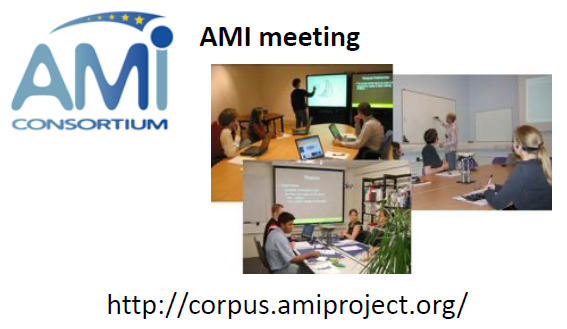 AMI meeting
AMI
CONSORTIUM
http://corpus.amiproject.org/